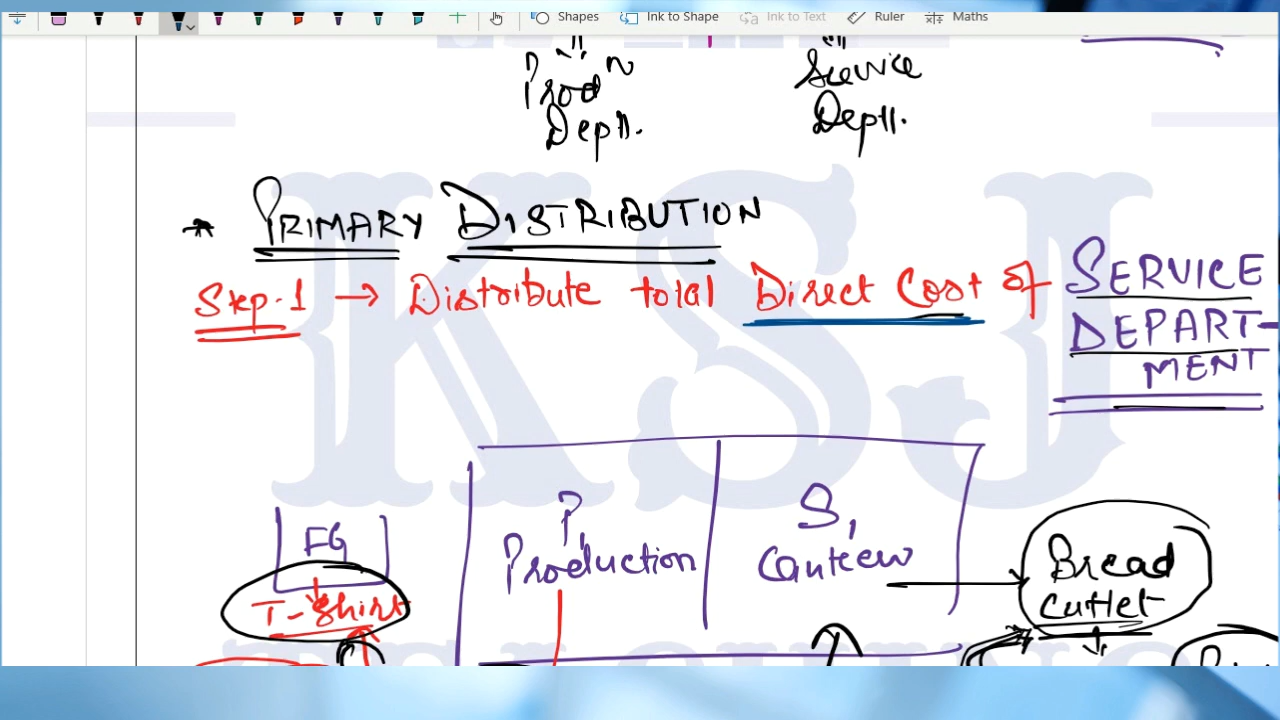 Shapes Ink to Shape Ink to Text Ruler Maths
Prodn Service
Deptt. Deptt.
* PRIMARY DISTRIBUTION
Step-1 → Distribute total Direct Cost of SERVICE
DEPART-
MENT
KSJ
P1 S1
FG Production Canteen Bread
T-Shirt Cutlet